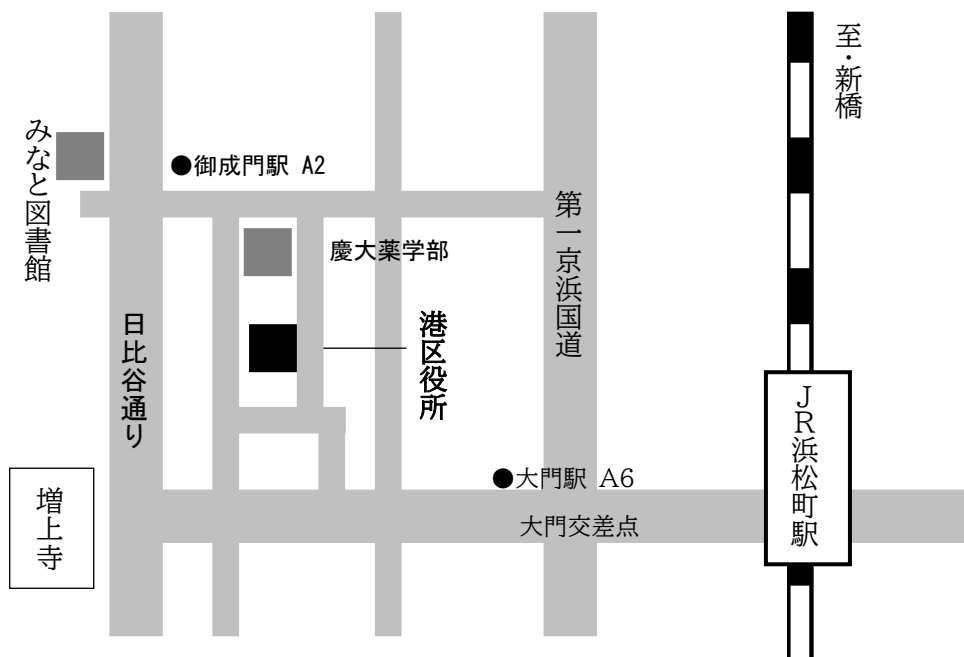 至・新橋
みなと図書館
●御成門駅 A2
第一京浜国道
慶大薬学部
日比谷通り
港区役所
JR浜松町駅
●大門駅 A6
増上寺
大門交差点